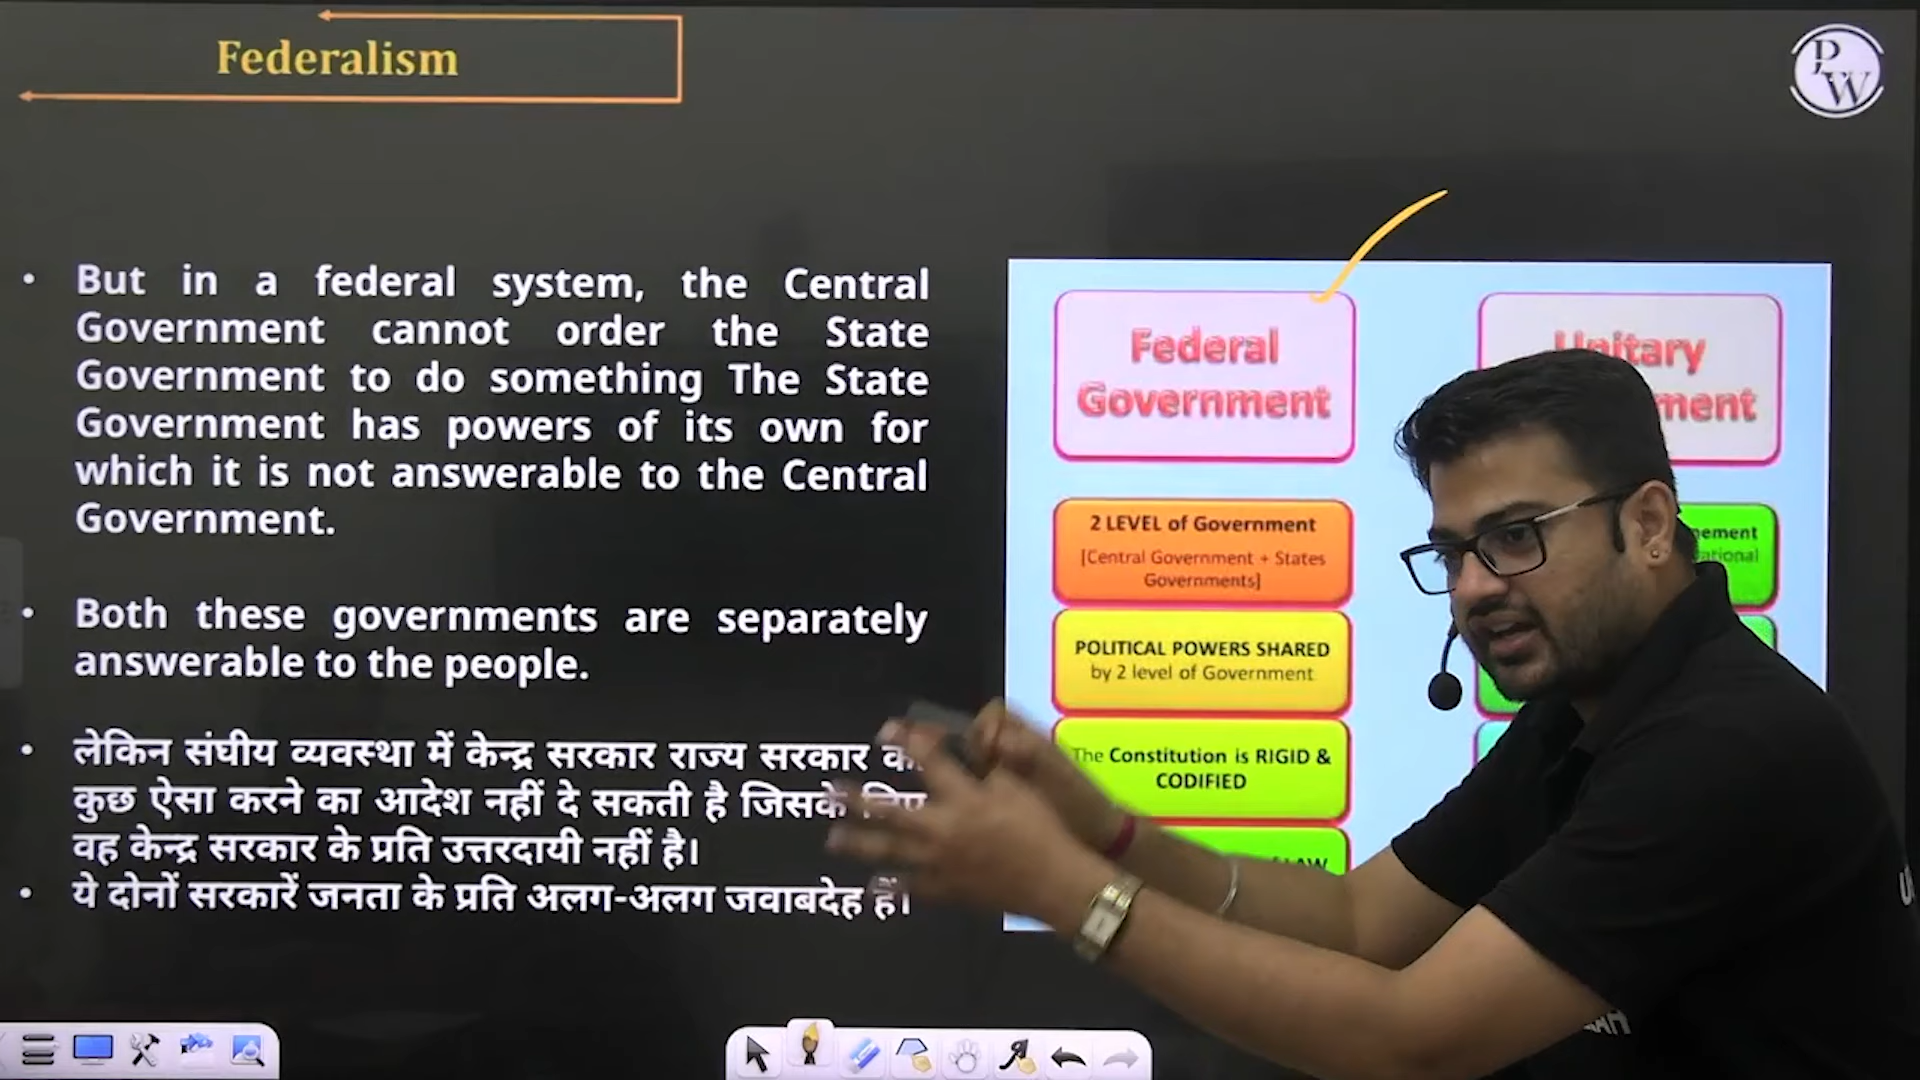 Federalism
PW
• But in a federal system, the Central
Government cannot order the State
Government to do something The State
Government has powers of its own for
which it is not answerable to the Central
Government.
• Both these governments are separately
answerable to the people.
• लेकिन संघीय व्यवस्था में केन्द्र सरकार राज्य सरकार
कुछ ऐसा करने का आदेश नहीं दे सकती है जिसके
वह केन्द्र सरकार के प्रति उत्तरदायी नहीं है।
• ये दोनों सरकारें जनता के प्रति अलग-अलग जवाबदेह हैं।
Federal
Government
2 LEVEL of Government
[Central Government + States
Governments]
POLITICAL POWERS SHARED
by 2 level of Government
The Constitution is RIGID &
CODIFIED
Unitary